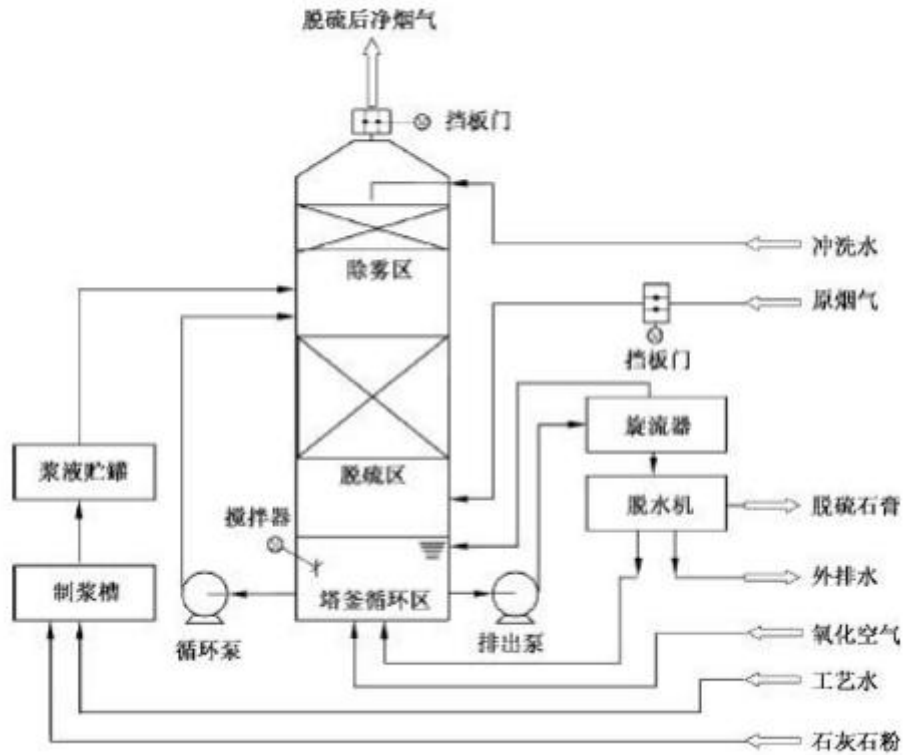 脱硫后净烟气
挡板门
冲洗水
除雾区
原烟气
挡板门
旋流器
浆液贮罐
脱硫区
脱水机
脱硫石膏
搅拌器
制浆槽
塔釜循环区
外排水
循环泵
排出泵
氧化空气
工艺水
石灰石粉